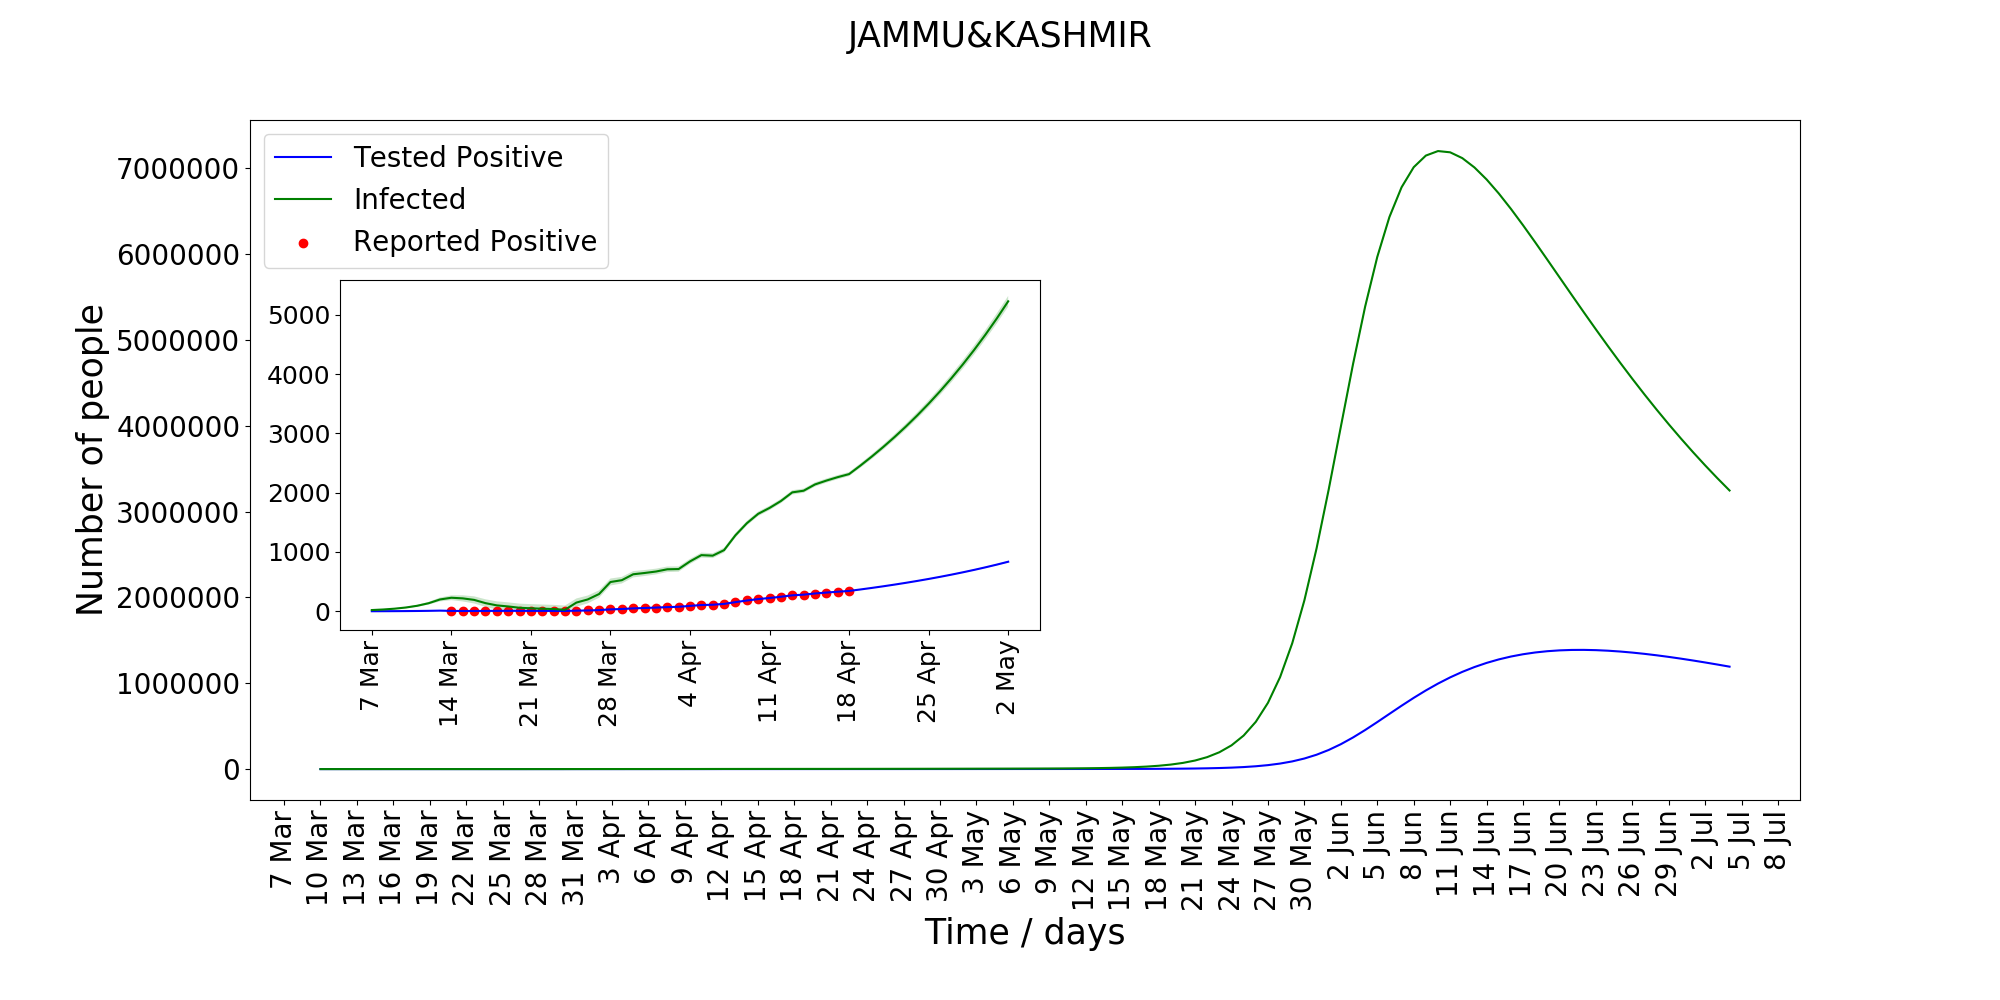 JAMMU&KASHMIR
Tested Positive
Infected
Reported Positive
Number of people
7000000
6000000
5000000
4000000
3000000
2000000
1000000
0
5000
4000
3000
2000
1000
0
7 Mar
14 Mar
21 Mar
28 Mar
4 Apr
11 Apr
18 Apr
25 Apr
2 May
7 Mar
10 Mar
13 Mar
16 Mar
19 Mar
22 Mar
25 Mar
28 Mar
31 Mar
3 Apr
6 Apr
9 Apr
12 Apr
15 Apr
18 Apr
21 Apr
24 Apr
27 Apr
30 Apr
3 May
6 May
9 May
12 May
15 May
18 May
21 May
24 May
27 May
30 May
2 Jun
5 Jun
8 Jun
11 Jun
14 Jun
17 Jun
20 Jun
23 Jun
26 Jun
29 Jun
2 Jul
5 Jul
8 Jul
Time / days